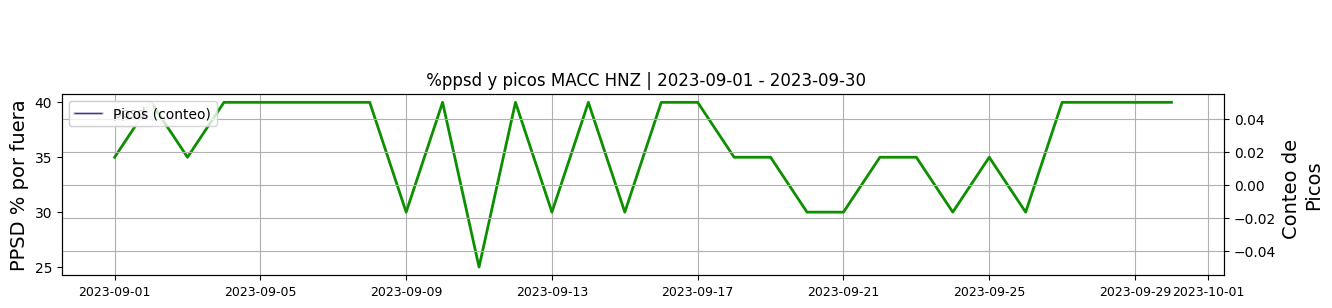 %ppsd y picos MACC HNZ | 2023-09-01 - 2023-09-30
Picos (conteo)
PPSD % por fuera
40
35
30
25
0.04
0.02
0.00
−0.02
−0.04
Conteo de
Picos
2023-09-01 2023-09-05 2023-09-09 2023-09-13 2023-09-17 2023-09-21 2023-09-25 2023-09-29 2023-10-01